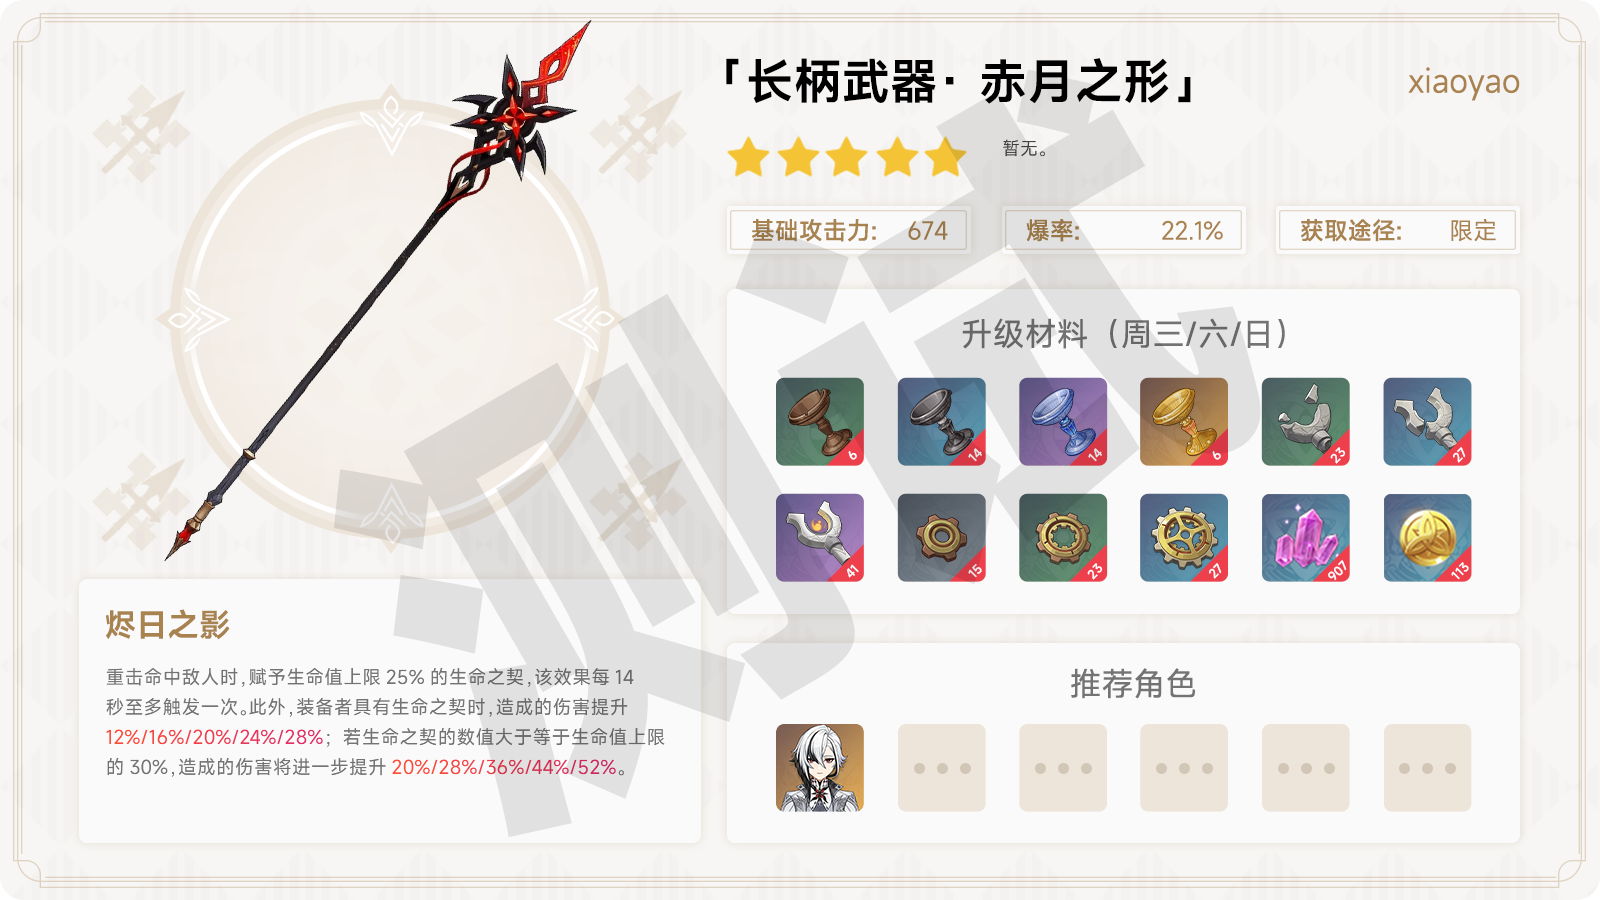 「长柄武器·赤月之形」
xiaoyao
暂无。
基础攻击力: 674
爆率: 22.1%
获取途径: 限定
升级材料（周三/六/日）
6 14 14 6 23 27
41 15 23 27 907 113
烬日之影
重击命中敌人时,赋予生命值上限 25% 的生命之契,该效果每 14
秒至多触发一次。此外,装备者具有生命之契时,造成的伤害提升
12%/16%/20%/24%/28%；若生命之契的数值大于等于生命值上限
的 30%,造成的伤害将进一步提升 20%/28%/36%/44%/52%。
推荐角色
测试